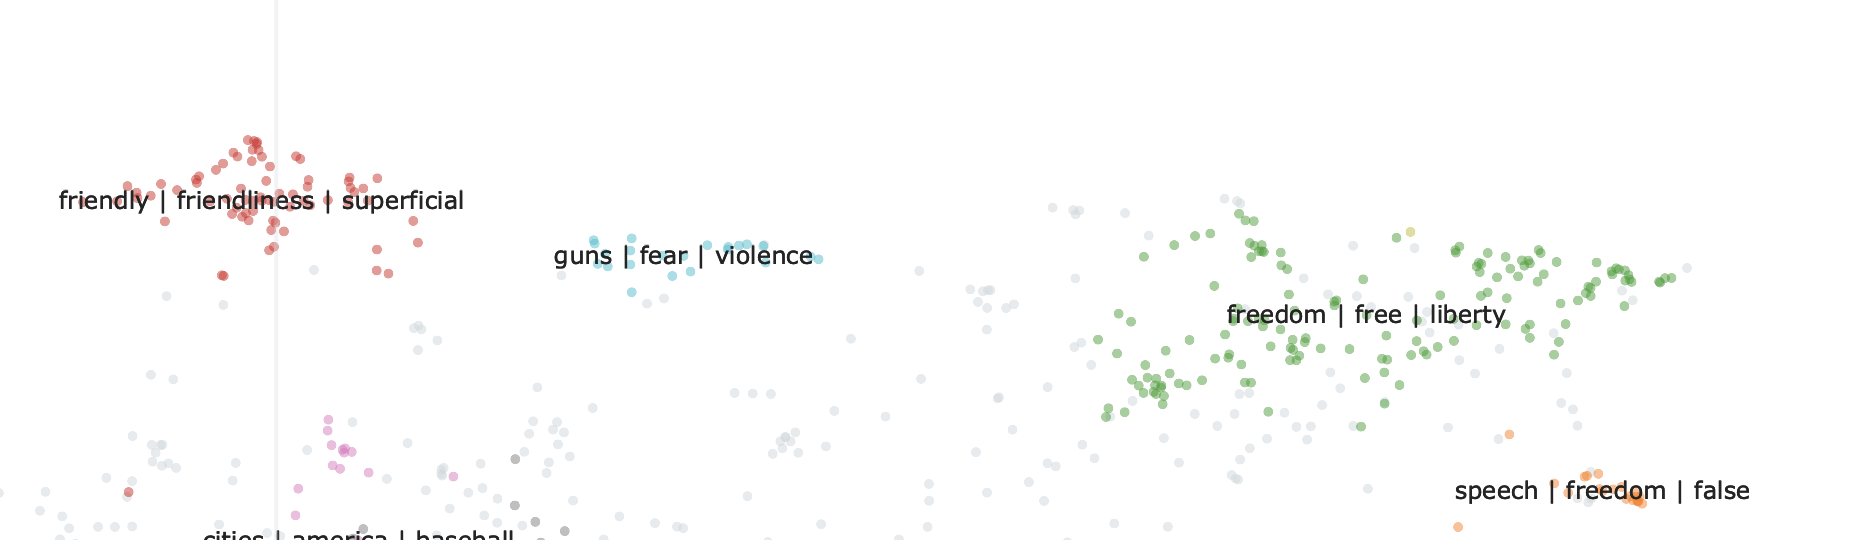 friendly | friendliness | superficial
guns | fear | violence
freedom | free | liberty
speech | freedom | false
cities | america | baseball